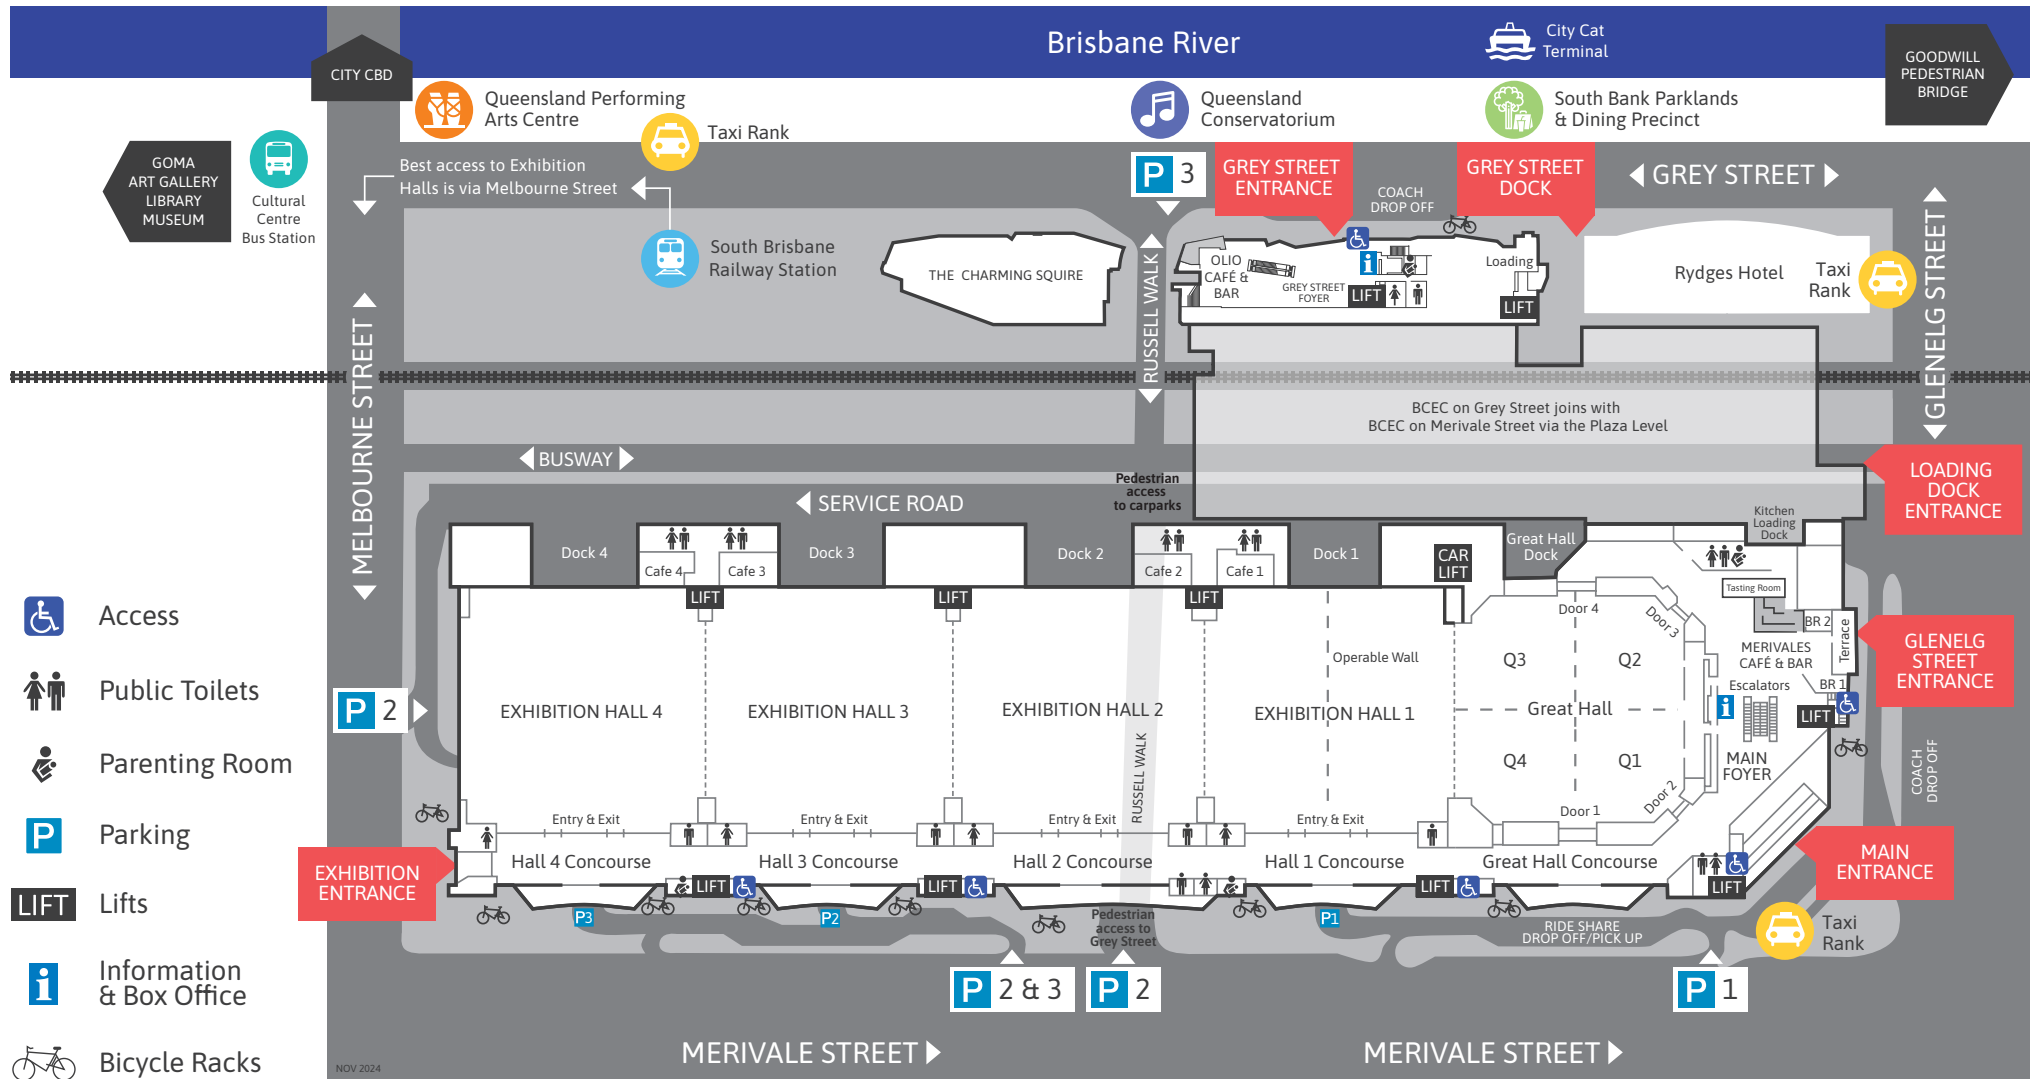 Brisbane River
City Cat
Terminal
CITY CBD
GOODWILL
PEDESTRIAN
BRIDGE
Queensland Performing
Arts Centre
Taxi Rank
Queensland
Conservatorium
South Bank Parklands
& Dining Precinct
GOMA
ART GALLERY
LIBRARY
MUSEUM
Cultural
Centre
Bus Station
Best access to Exhibition
Halls is via Melbourne Street
South Brisbane
Railway Station
P 3
GREY STREET
ENTRANCE
COACH
DROP OFF
GREY STREET
DOCK
GREY STREET
GLENELG STREET
THE CHARMING SQUIRE
RUSSELL WALK
OLIO
CAFÉ &
BAR
GREY STREET
FOYER
i
LIFT
Loading
LIFT
Rydges Hotel
Taxi
Rank
MELBOURNE STREET
BCEC on Grey Street joins with
BCEC on Merivale Street via the Plaza Level
BUSWAY
SERVICE ROAD
Pedestrian
access
to carparks
LOADING
DOCK
ENTRANCE
Dock 4
Cafe 4
Cafe 3
Dock 3
Dock 2
Cafe 2
Cafe 1
Dock 1
CAR
LIFT
Great Hall
Dock
Kitchen
Loading
Dock
LIFT
LIFT
LIFT
Tasting Room
Door 4
Door 3
BR 2
Terrace
MERIVALES
CAFÉ & BAR
GLENELG
STREET
ENTRANCE
Operable Wall
Q3
Q2
Escalators
BR 1
P 2
EXHIBITION HALL 4
EXHIBITION HALL 3
EXHIBITION HALL 2
EXHIBITION HALL 1
Great Hall
i
LIFT
RUSSELL WALK
Q4
Q1
MAIN
FOYER
COACH
DROP OFF
Door 1
Door 2
Entry & Exit
Entry & Exit
Entry & Exit
Entry & Exit
Hall 4 Concourse
Hall 3 Concourse
Hall 2 Concourse
Hall 1 Concourse
Great Hall Concourse
EXHIBITION
ENTRANCE
MAIN
ENTRANCE
LIFT
LIFT
LIFT
LIFT
P3
P2
P1
Pedestrian
access to
Grey Street
RIDE SHARE
DROP OFF/PICK UP
Taxi
Rank
P 2 & 3
P 2
P 1
MERIVALE STREET
MERIVALE STREET
Access
Public Toilets
Parenting Room
P Parking
LIFT Lifts
i Information
& Box Office
Bicycle Racks
NOV 2024